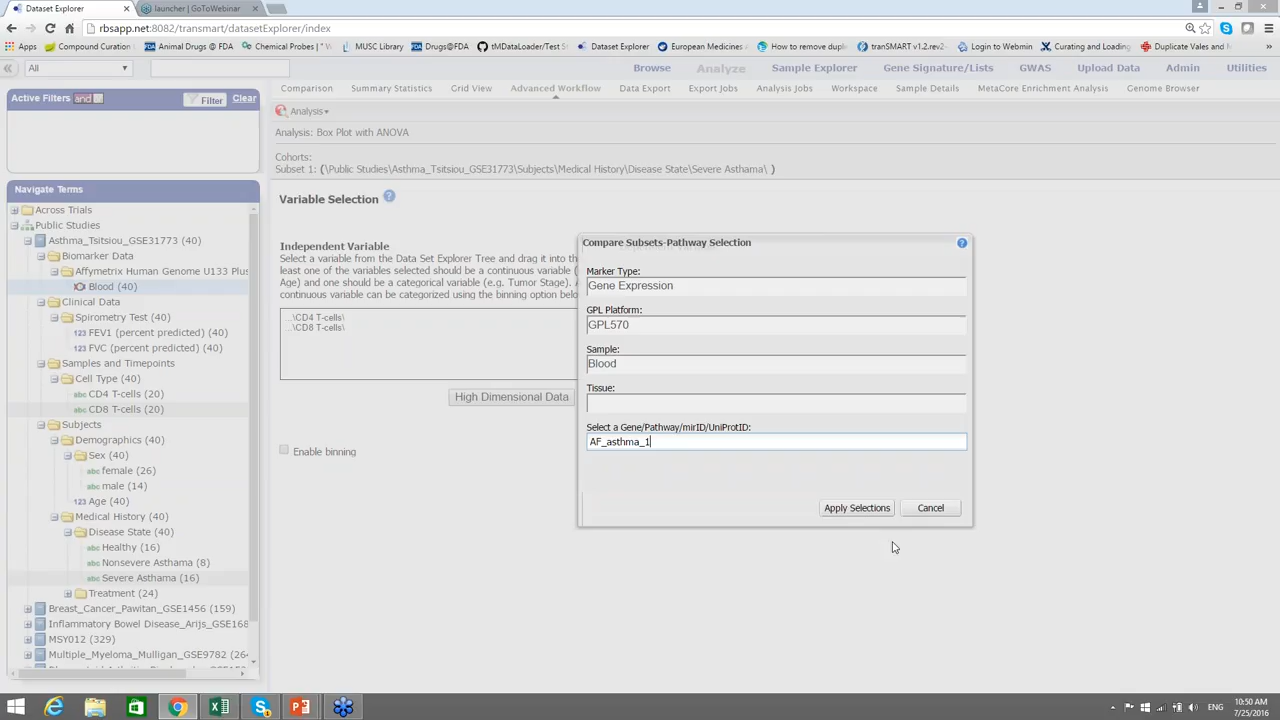 Dataset Explorer
launcher | GoToWebinar
rbsapp.net:8082/transmart/datasetExplorer/index
Apps
Compound Curation
Animal Drugs@FDA
Chemical Probes | "
MUSC Library
Drugs@FDA
tMDataLoader/Test St
Dataset Explorer
European Medicines
How to remove duple
tranSMART v1.2.rev2-
Login to Webmin
Curating and Loading
Duplicate Vales and M
All
Browse
Analyze
Sample Explorer
Gene Signature/Lists
GWAS
Upload Data
Admin
Utilities
Comparison
Summary Statistics
Grid View
Advanced Workflow
Data Export
Export Jobs
Analysis Jobs
Workspace
Sample Details
MetaCore Enrichment Analysis
Genome Browser
Active Filters
and
Filter
Clear
Analysis
Analysis: Box Plot with ANOVA
Cohorts:
Subset 1: (\Public Studies\Asthma_Tsitsiou_GSE31773\Subjects\Medical History\Disease State\Severe Asthama\ )
Navigate Terms
Across Trials
Public Studies
Asthma_Tsitsiou_GSE31773 (40)
Biomarker Data
Affymetrix Human Genome U133 Plus
Blood (40)
Clinical Data
Spirometry Test (40)
FEV1 (percent predicted) (40)
FVC (percent predicted) (40)
Samples and Timepoints
Cell Type (40)
CD4 T-cells (20)
CD8 T-cells (20)
Subjects
Demographics (40)
Sex (40)
female (26)
male (14)
Age (40)
Medical History (40)
Disease State (40)
Healthy (16)
Nonsevere Asthama (8)
Severe Asthama (16)
Treatment (24)
Breast_Cancer_Pawitan_GSE1456 (159)
Inflammatory Bowel Disease_Arijs_GSE168
MSY012 (329)
Multiple_Myeloma_Mulligan_GSE9782 (264
Variable Selection
Independent Variable
Select a variable from the Data Set Explorer Tree and drag it into th
least one of the variables selected should be a continuous variable (
Age) and one should be a categorical variable (e.g. Tumor Stage). A
continuous variable can be categorized using the binning option belo
...\CD4 T-cells\
...\CD8 T-cells\
High Dimensional Data
Enable binning
Compare Subsets-Pathway Selection
Marker Type:
Gene Expression
GPL Platform:
GPL570
Sample:
Blood
Tissue:
Select a Gene/Pathway/mirID/UniProtID:
AF_asthma_1
Apply Selections
Cancel
ENG
10:50 AM
7/25/2016